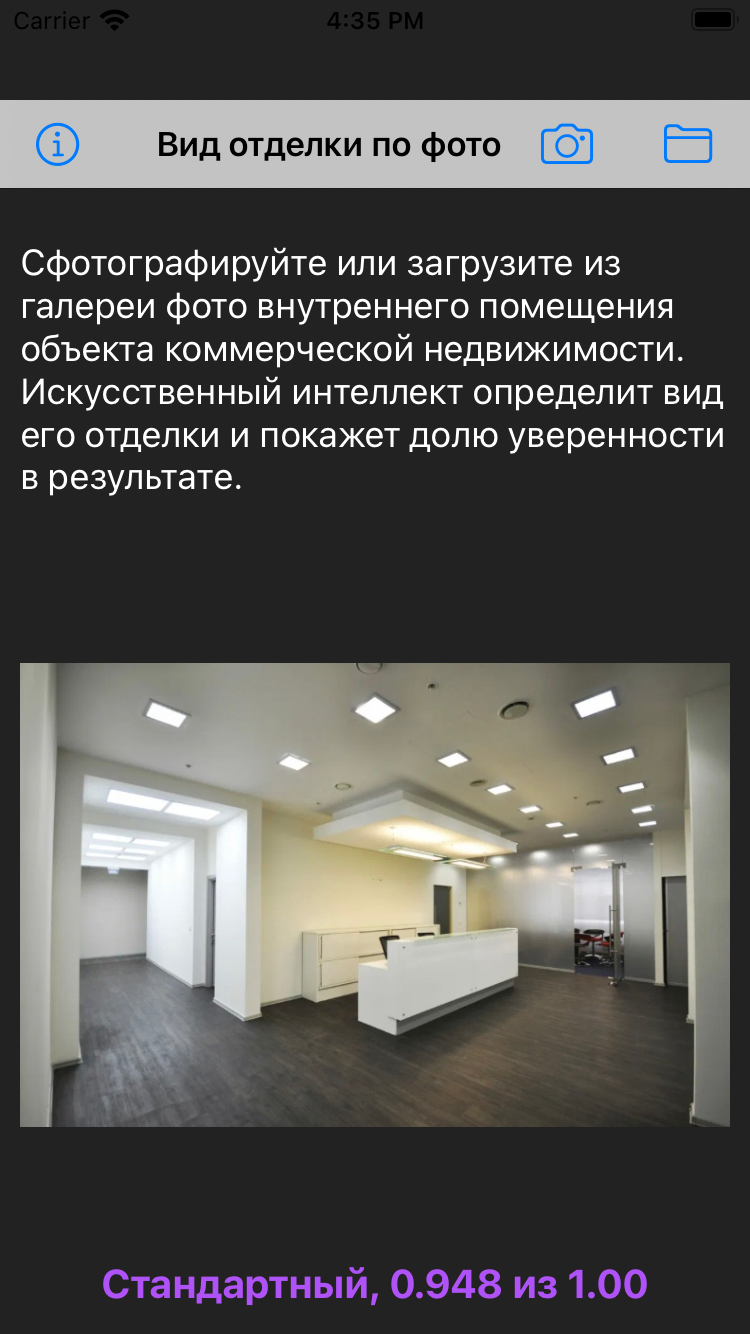 Carrier
4:35 PM
Вид отделки по фото
Сфотографируйте или загрузите из
галереи фото внутреннего помещения
объекта коммерческой недвижимости.
Искусственный интеллект определит вид
его отделки и покажет долю уверенности
в результате.
Стандартный, 0.948 из 1.00